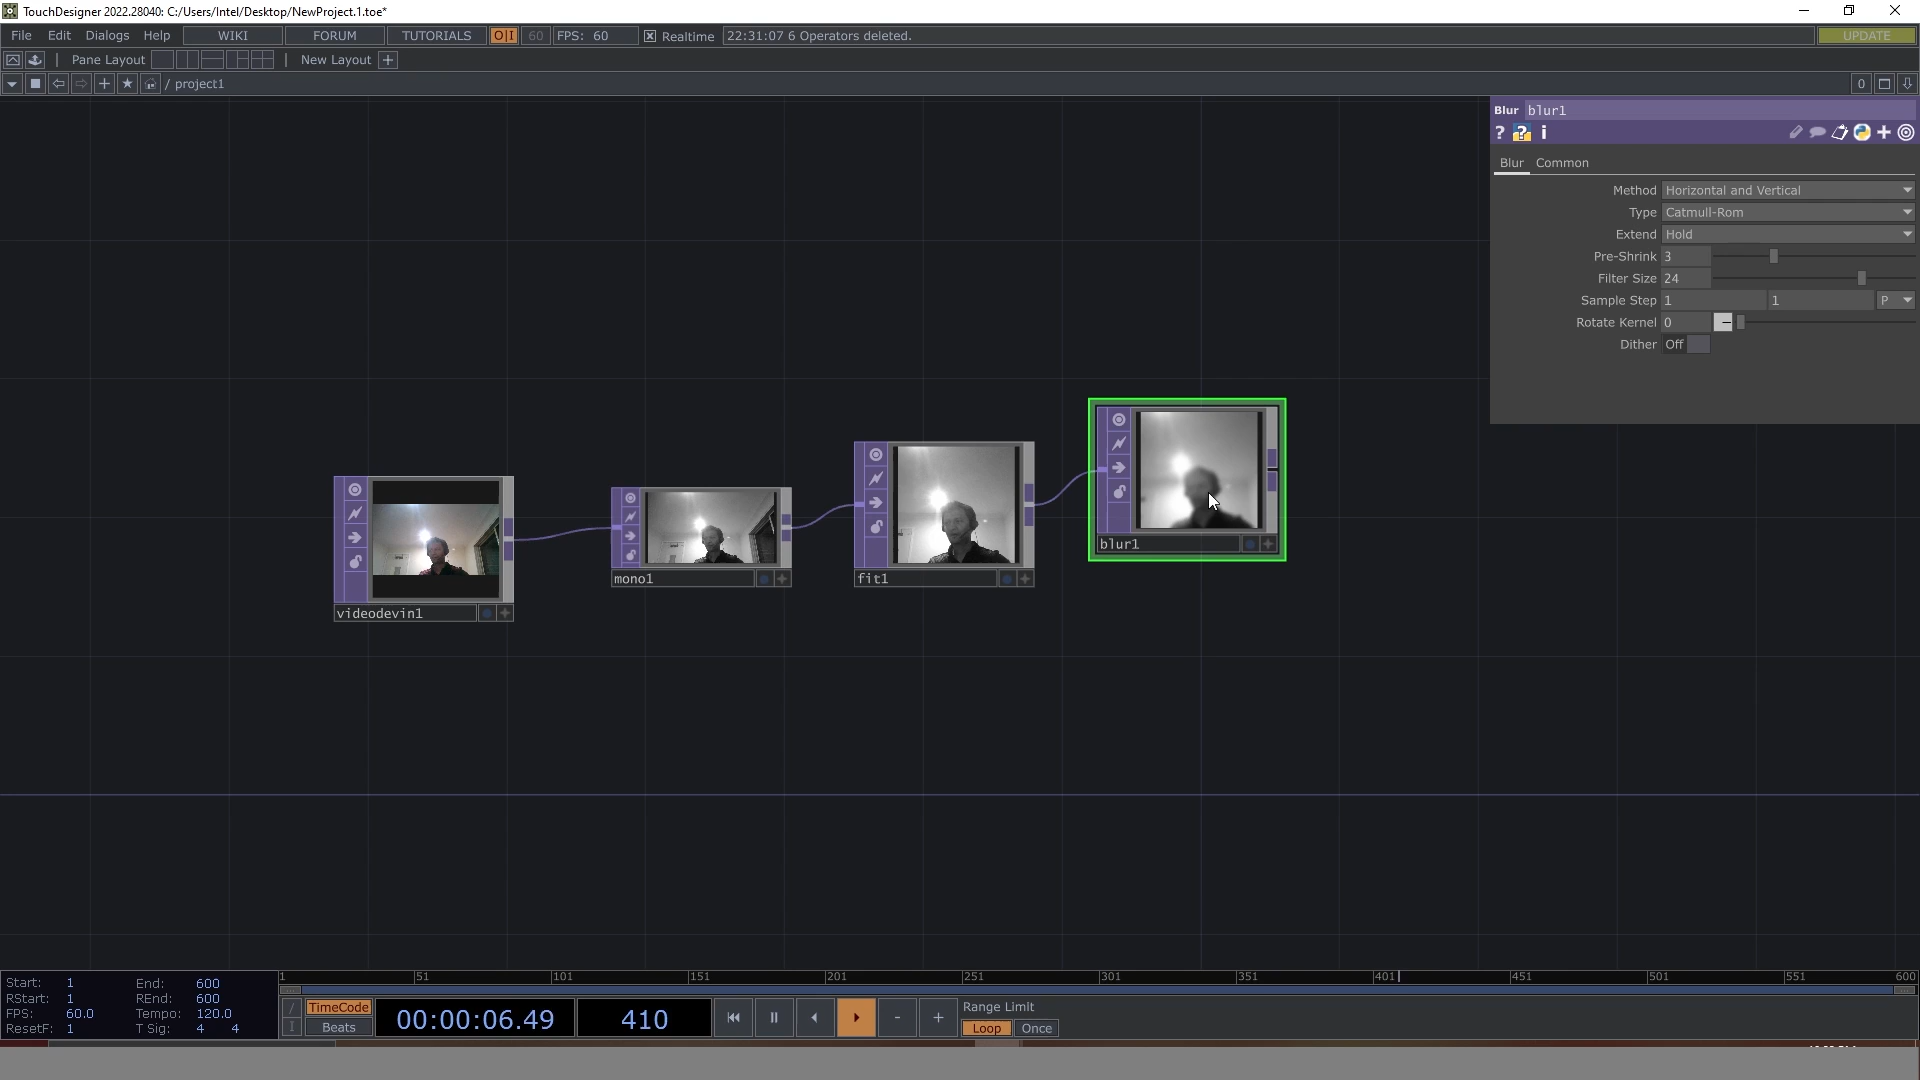 TouchDesigner 2022.28040: C:/Users/Intel/Desktop/NewProject.1.toe*
File Edit Dialogs Help WIKI FORUM TUTORIALS O|I 60 FPS: 60 Realtime 22:31:07 6 Operators deleted. UPDATE
Pane Layout New Layout +
/ project1 0
Blur blur1
? ? i
Blur Common
Method Horizontal and Vertical
Type Catmull-Rom
Extend Hold
Pre-Shrink 3
Filter Size 24
Sample Step 1 1 P
Rotate Kernel 0
Dither Off
blur1
mono1
fit1
videodevin1
1 51 101 151 201 251 301 351 401 451 501 551 600
Start: 1 End: 600
RStart: 1 REnd: 600
FPS: 60.0 Tempo: 120.0
ResetF: 1 T Sig: 4 4
/ TimeCode
I Beats
00:00:06.49 410 - +
Range Limit
Loop Once